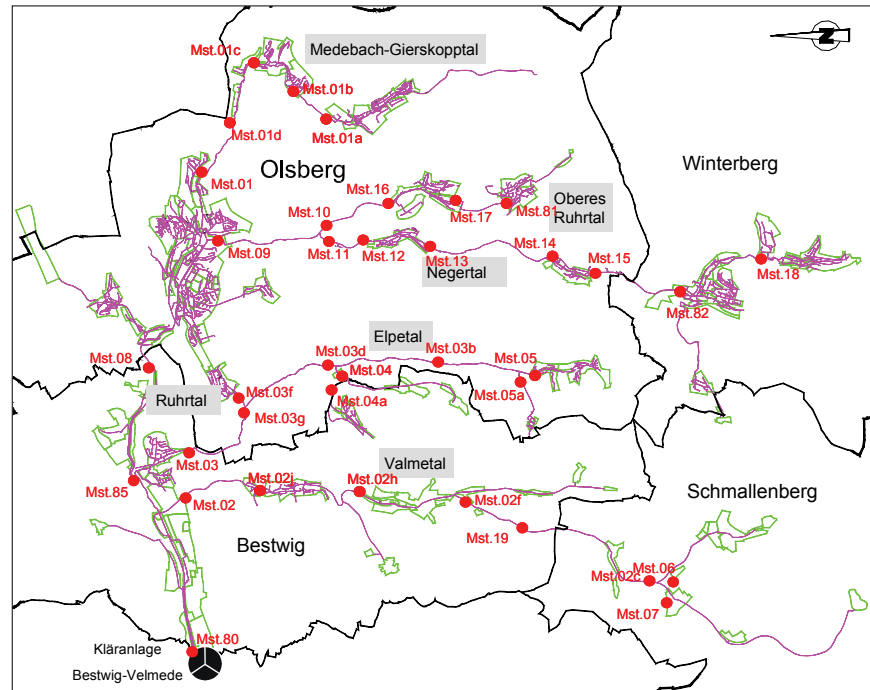 Mst.01c
Medebach-Gierskopptal
N
Mst.01b
Mst.01a
Mst.01d
Olsberg
Winterberg
Mst.01
Mst.16
Oberes
Ruhrtal
Mst.10
Mst.17
Mst.81
Mst.09
Mst.11
Mst.12
Mst.13
Mst.14
Mst.15
Negertal
Mst.18
Mst.82
Elpetal
Mst.08
Mst.03d
Mst.03b
Mst.04
Mst.05
Mst.05a
Ruhrtal
Mst.03f
Mst.04a
Mst.03g
Mst.03
Valmetal
Mst.85
Mst.02
Mst.02i
Mst.02h
Mst.02f
Schmallenberg
Mst.19
Bestwig
Mst.02c
Mst.06
Mst.07
Mst.80
Kläranlage
Bestwig-Velmede